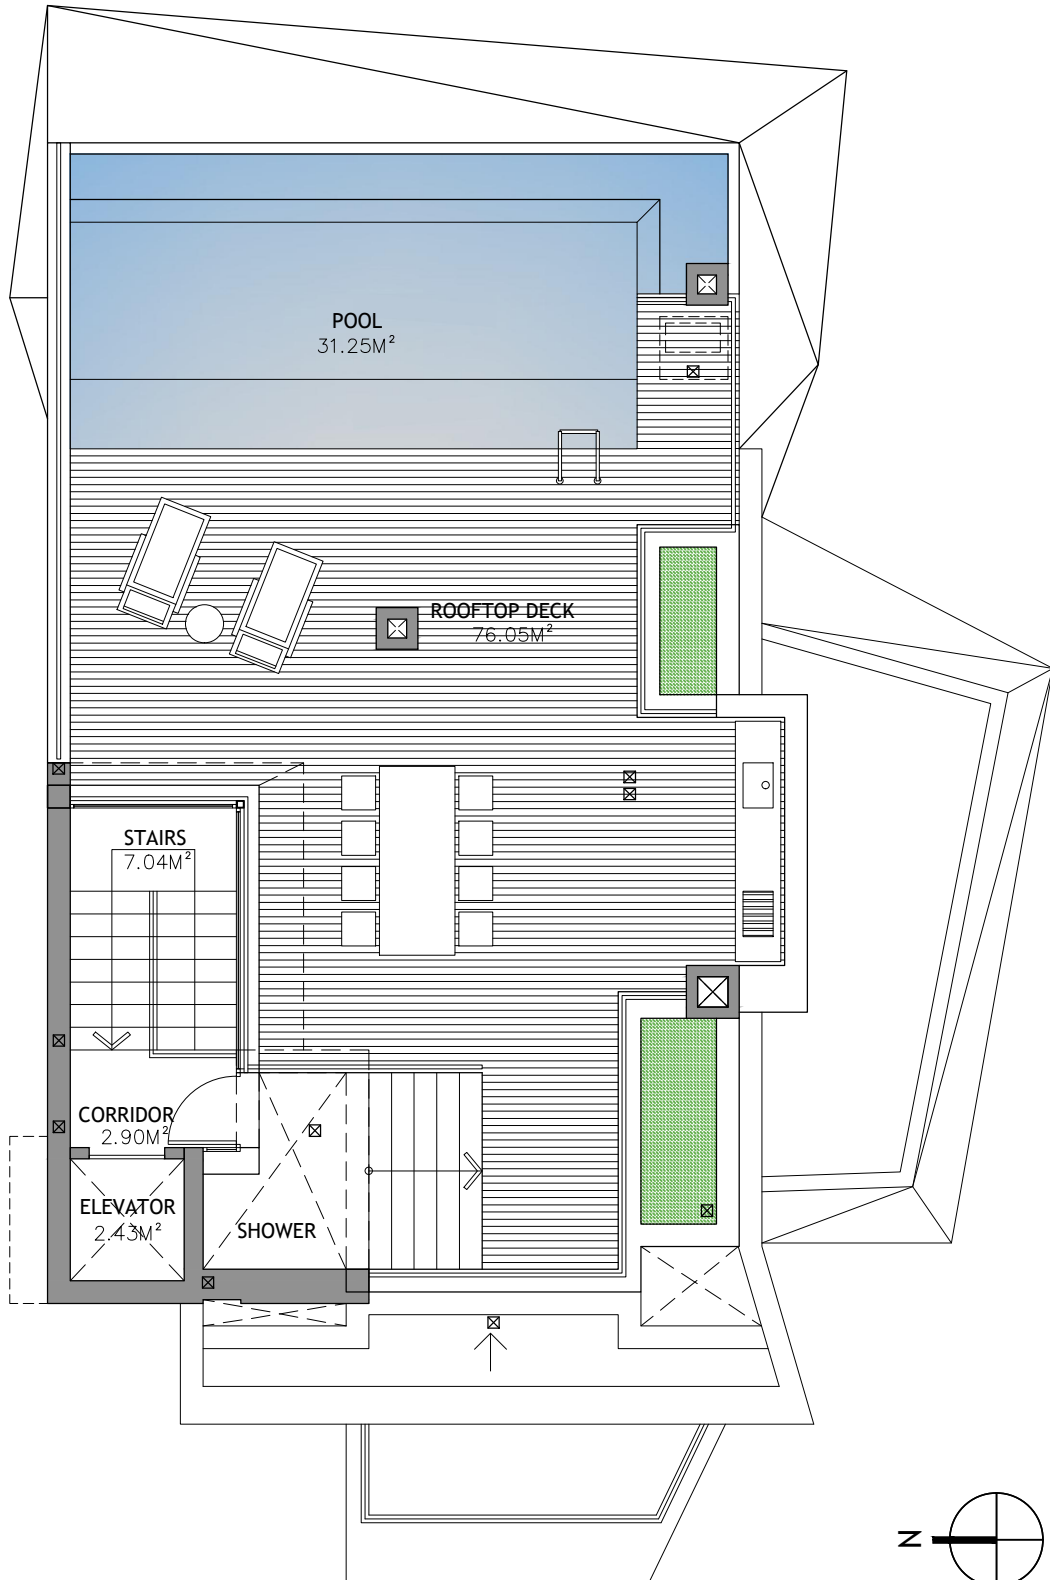 POOL
31.25M²
ROOFTOP DECK
76.05M²
STAIRS
7.04M²
CORRIDOR
2.90M²
ELEVATOR
2.43M²
SHOWER
N